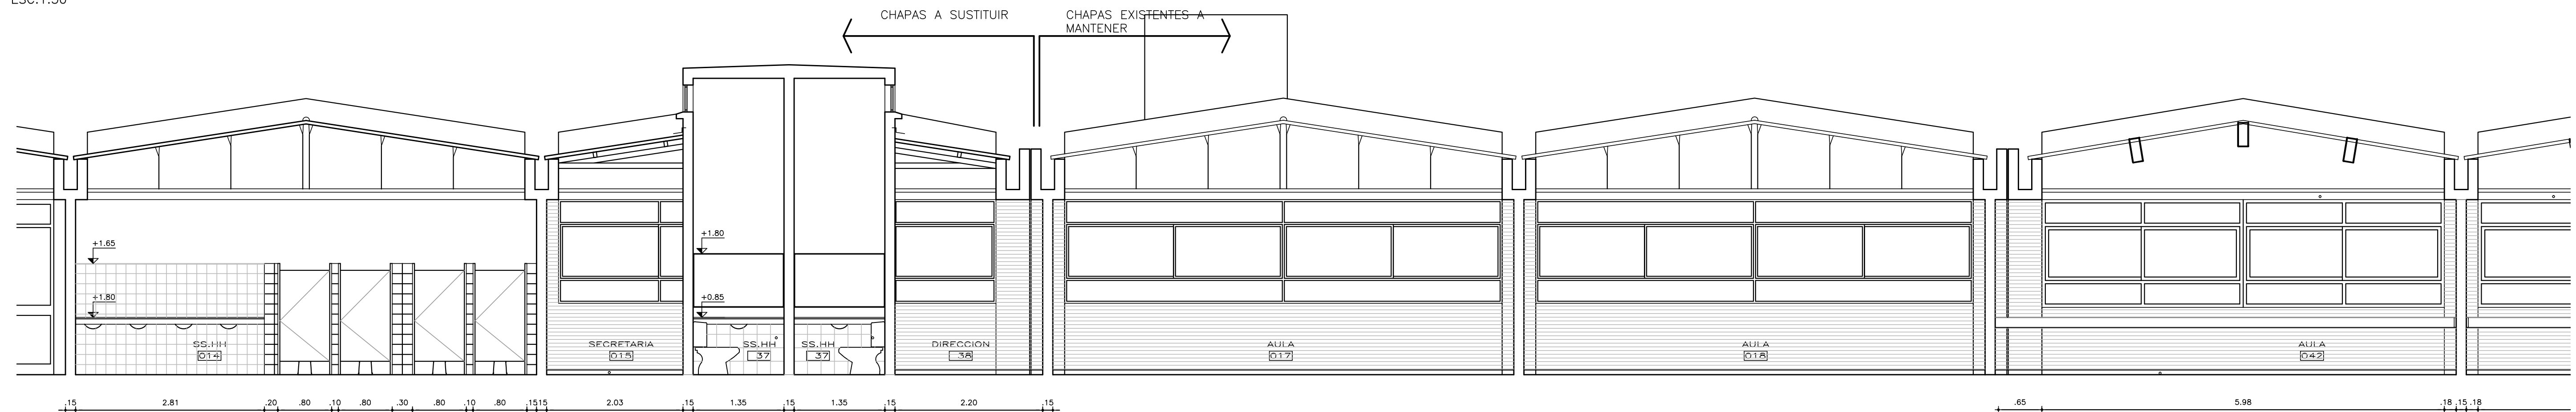 CHAPAS A SUSTITUIR
CHAPAS EXISTENTES A
MANTENER
+1.65
+1.80
+1.80
+0.85
SS.HH
014
SECRETARIA
015
SS.HH
37
SS.HH
37
DIRECCION
38
AULA
017
AULA
018
AULA
042
.15 2.81 .20 .80 .10 .80 .30 .80 .10 .80 .15 .15 2.03 .15 1.35 .15 1.35 .15 2.20 .15 .65 5.98 .18 .15 .18